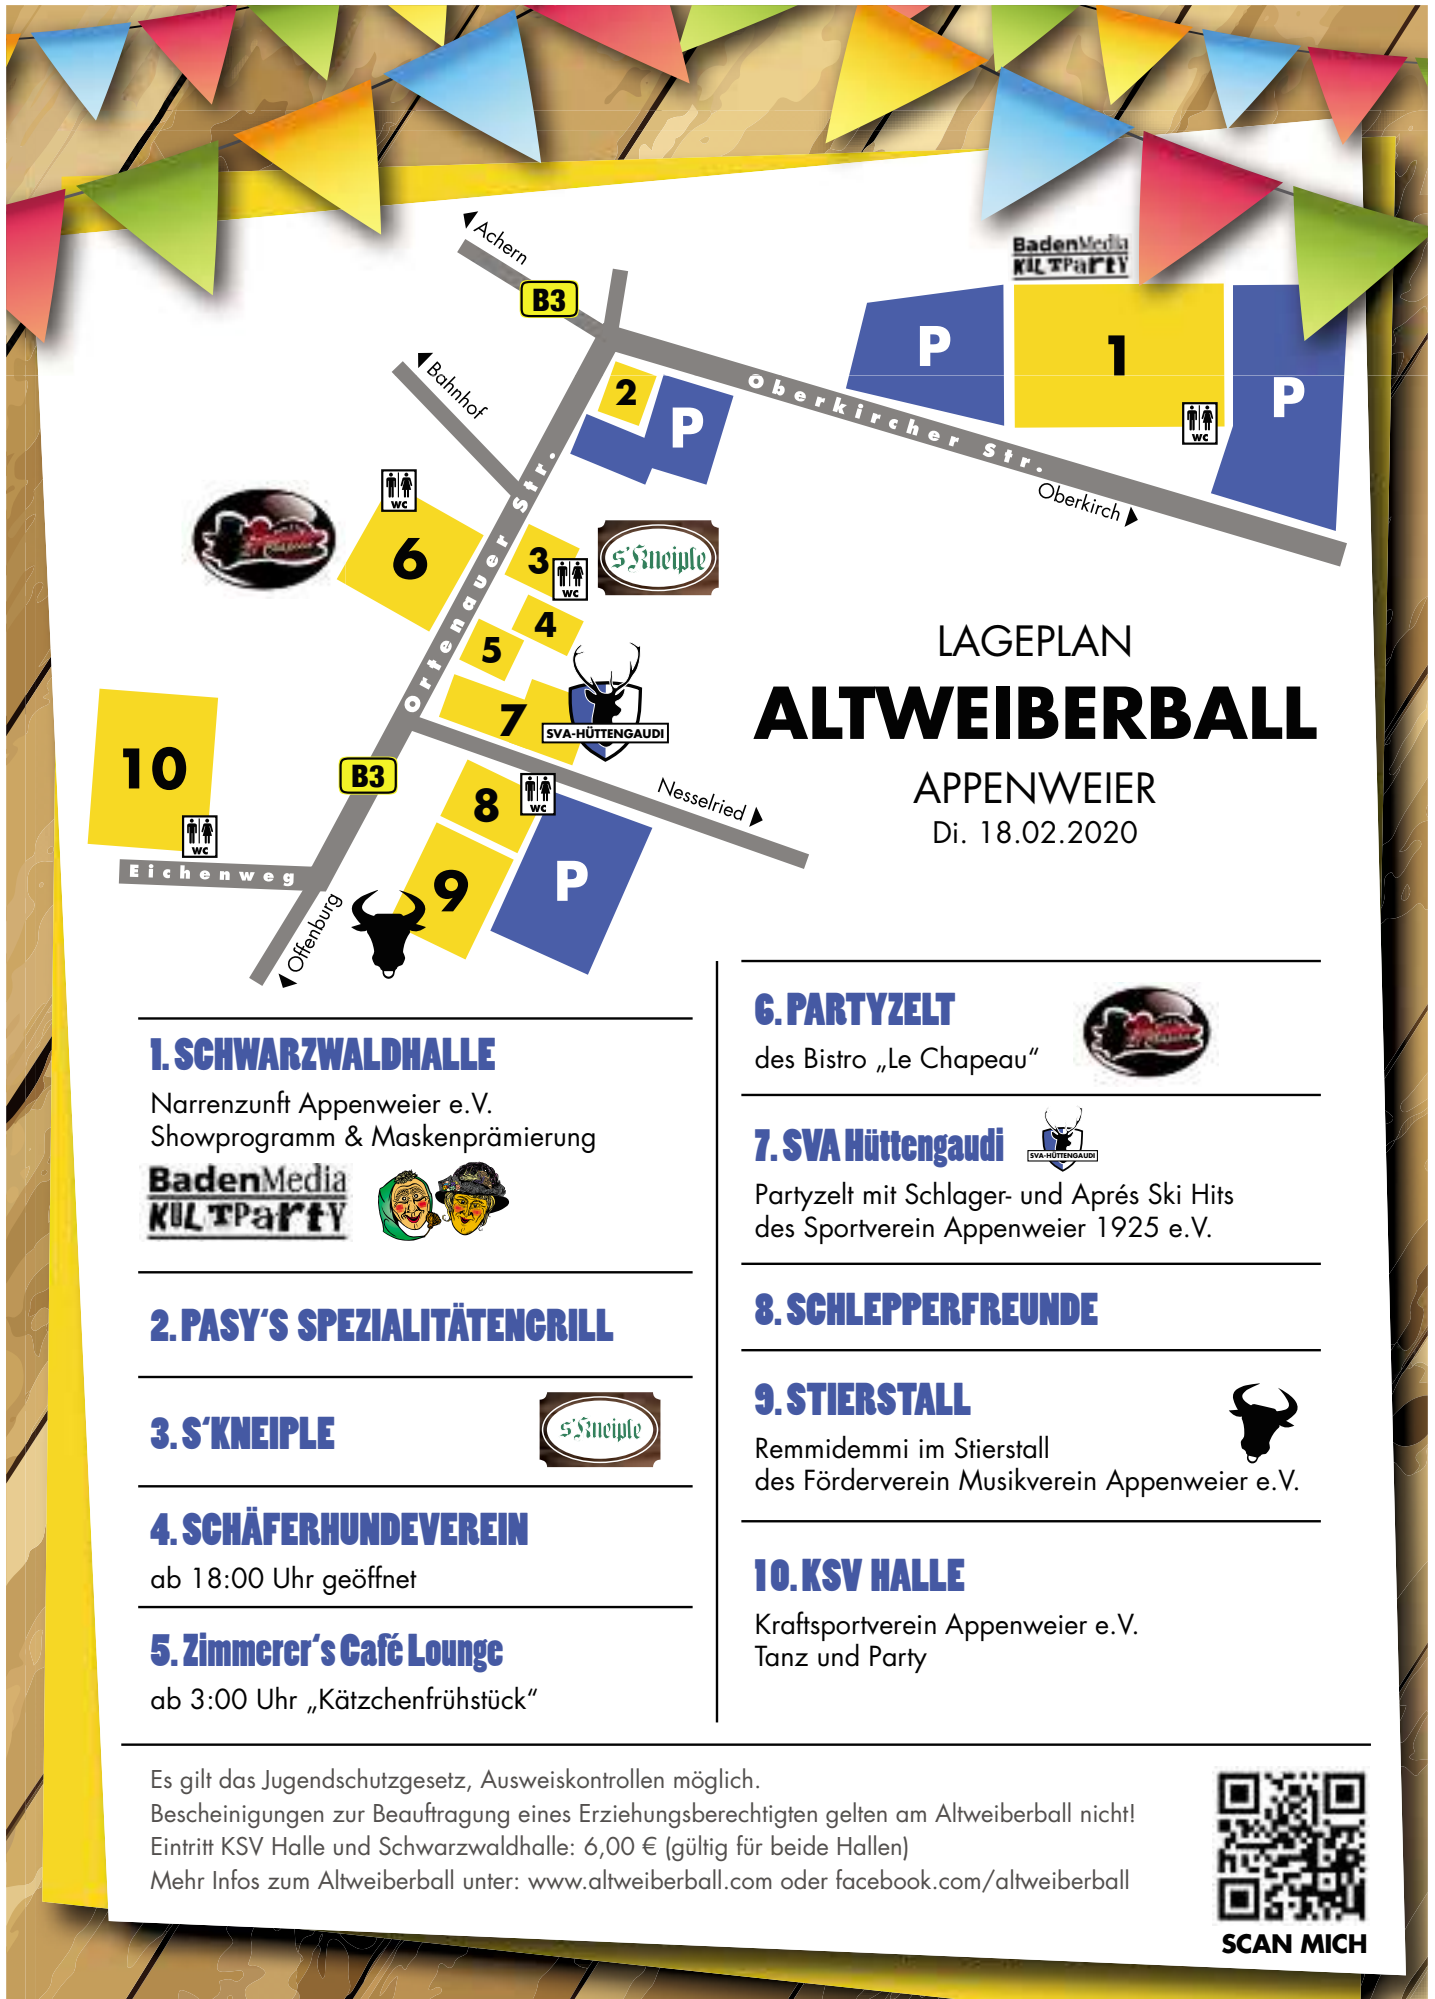 Achern
B3
BadenMedia
KULTParty
P
1
P
WC
Bahnhof
2
P
Oberkircher Str.
Oberkirch
WC
6
Ortenauer Str.
3
WC
s'Kneiple
4
5
7
SVA-HÜTTENGAUDI
LAGEPLAN
ALTWEIBERBALL
APPENWEIER
Di. 18.02.2020
10
WC
B3
8
WC
Nesselried
Eichenweg
9
P
Offenburg
1. SCHWARZWALDHALLE
Narrenzunft Appenweier e.V.
Showprogramm & Maskenprämierung
BadenMedia
KULTParty
2. PASY‘S SPEZIALITÄTENGRILL
3. S‘KNEIPLE
s'Kneiple
4. SCHÄFERHUNDEVEREIN
ab 18:00 Uhr geöffnet
5. Zimmerer‘s Café Lounge
ab 3:00 Uhr „Kätzchenfrühstück“
6. PARTYZELT
des Bistro „Le Chapeau“
7. SVA Hüttengaudi
SVA-HÜTTENGAUDI
Partyzelt mit Schlager- und Aprés Ski Hits
des Sportverein Appenweier 1925 e.V.
8. SCHLEPPERFREUNDE
9. STIERSTALL
Remmidemmi im Stierstall
des Förderverein Musikverein Appenweier e.V.
10. KSV HALLE
Kraftsportverein Appenweier e.V.
Tanz und Party
Es gilt das Jugendschutzgesetz, Ausweiskontrollen möglich.
Bescheinigungen zur Beauftragung eines Erziehungsberechtigten gelten am Altweiberball nicht!
Eintritt KSV Halle und Schwarzwaldhalle: 6,00 € (gültig für beide Hallen)
Mehr Infos zum Altweiberball unter: www.altweiberball.com oder facebook.com/altweiberball
SCAN MICH